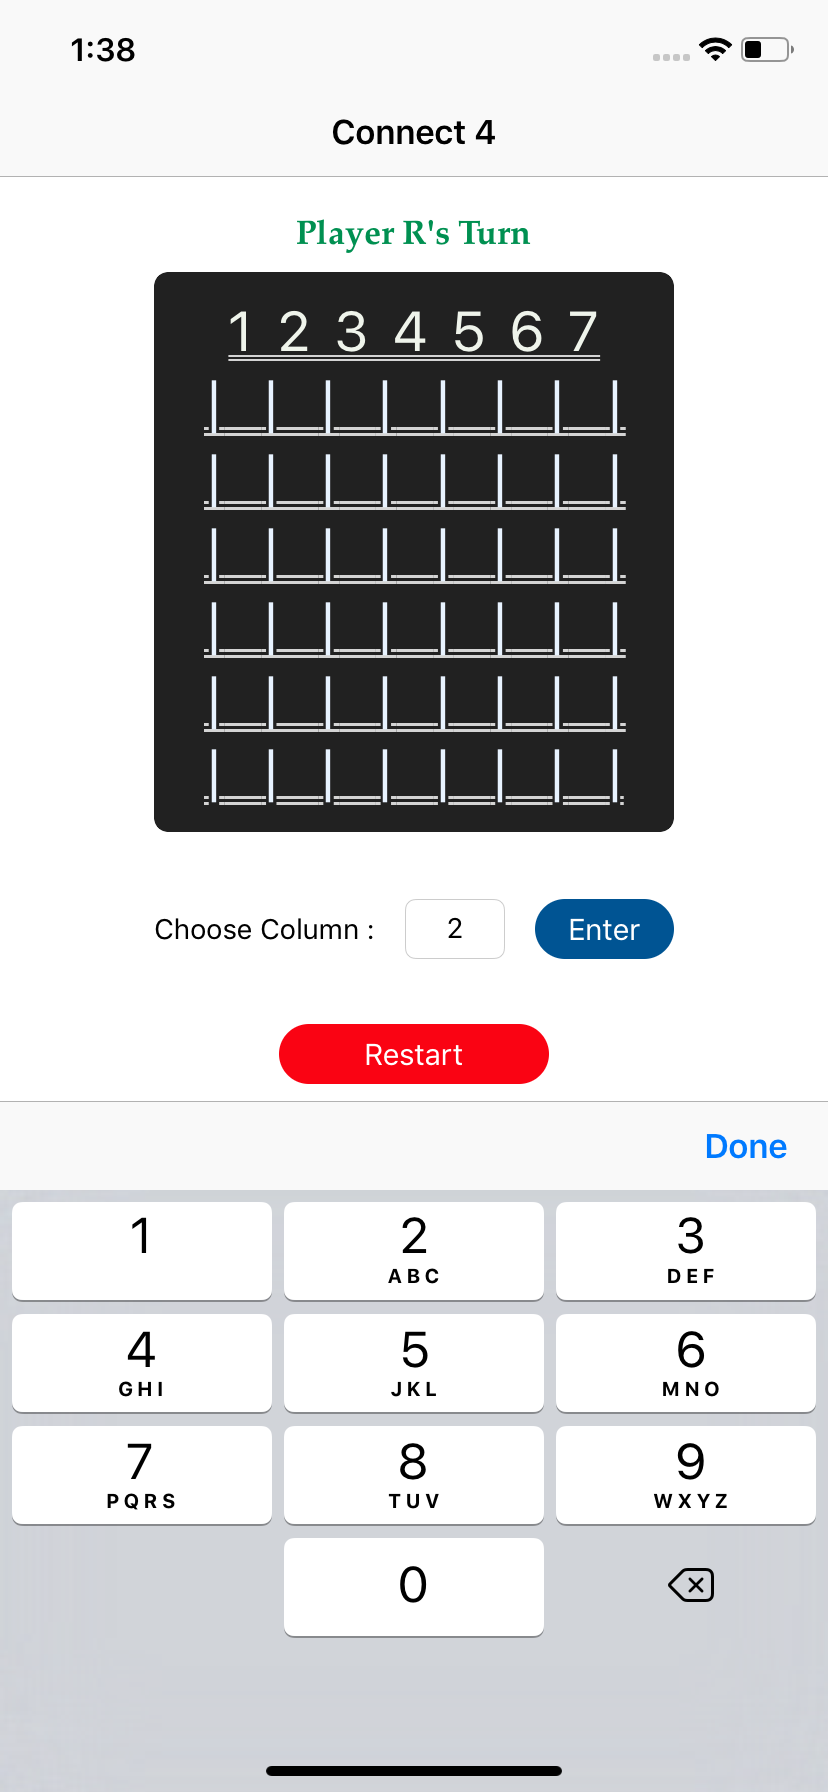 1:38
Connect 4
Player R's Turn
1 2 3 4 5 6 7
Choose Column :
2
Enter
Restart
Done
1
2
3
ABC
DEF
4
5
6
GHI
JKL
MNO
7
8
9
PQRS
TUV
WXYZ
0